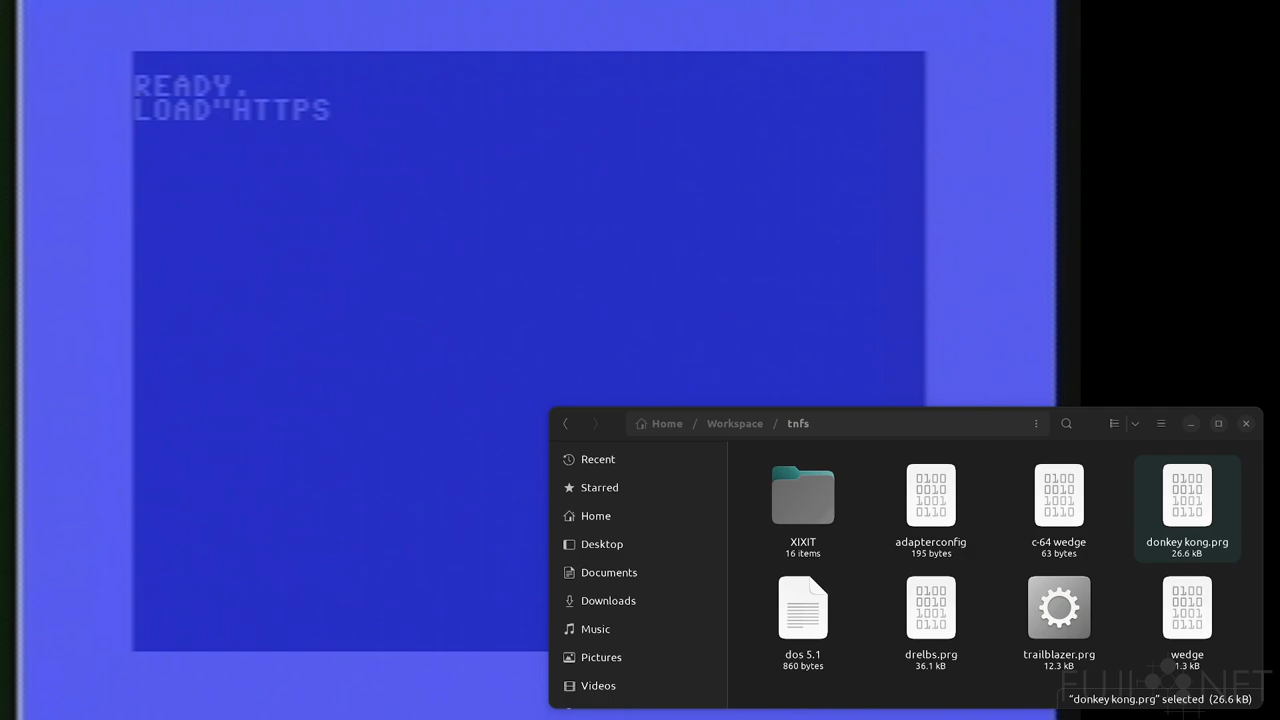 READY.
LOAD"HTTPS
Home / Workspace / tnfs
Recent
Starred
Home
Desktop
Documents
Downloads
Music
Pictures
Videos
XIXIT
16 items
adapterconfig
195 bytes
c-64 wedge
63 bytes
donkey kong.prg
26.6 kB
dos 5.1
860 bytes
drelbs.prg
36.1 kB
trailblazer.prg
12.3 kB
wedge
1.3 kB
FUJI NET
"donkey kong.prg" selected (26.6 kB)